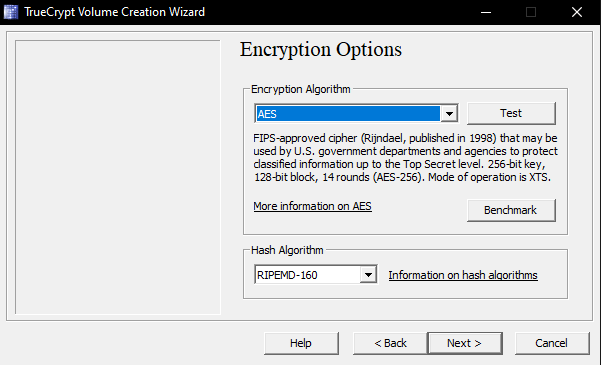 TrueCrypt Volume Creation Wizard
Encryption Options
Encryption Algorithm
AES
Test
FIPS-approved cipher (Rijndael, published in 1998) that may be
used by U.S. government departments and agencies to protect
classified information up to the Top Secret level. 256-bit key,
128-bit block, 14 rounds (AES-256). Mode of operation is XTS.
More information on AES
Benchmark
Hash Algorithm
RIPEMD-160
Information on hash algorithms
Help
< Back
Next >
Cancel